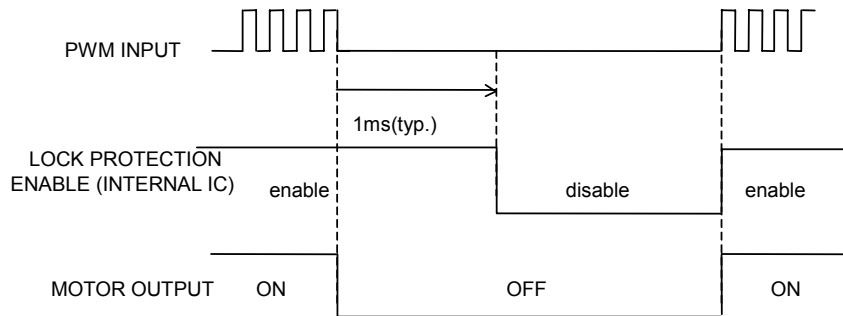 PWM INPUT
1ms(typ.)
LOCK PROTECTION
ENABLE (INTERNAL IC)
enable
disable
enable
MOTOR OUTPUT
ON
OFF
ON